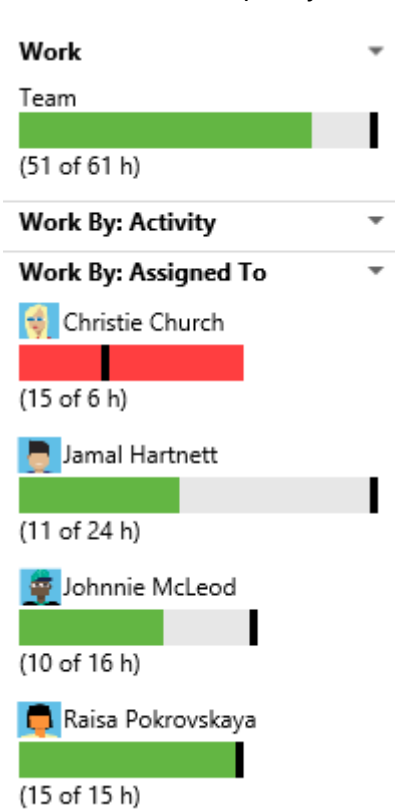 Work
Team
(51 of 61 h)
Work By: Activity
Work By: Assigned To
Christie Church
(15 of 6 h)
Jamal Hartnett
(11 of 24 h)
Johnnie McLeod
(10 of 16 h)
Raisa Pokrovskaya
(15 of 15 h)